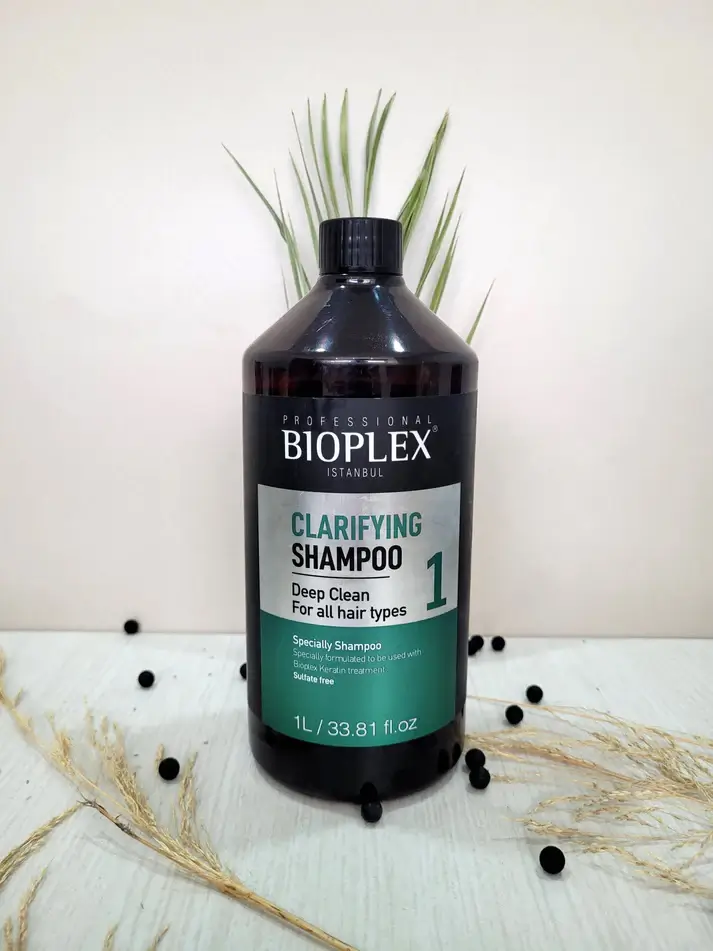 PROFESSIONAL
BIOPLEX®
ISTANBUL
CLARIFYING
SHAMPOO
1
Deep Clean
For all hair types
Specially Shampoo
Specially formulated to be used with
Bioplex Keratin treatment
Sulfate free
1L / 33.81 fl.oz